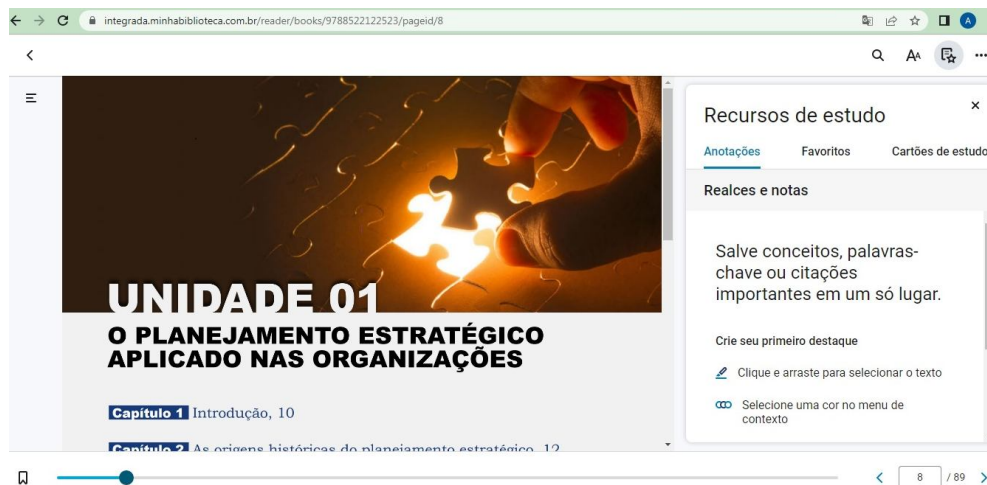 integrada.minhabiblioteca.com.br/reader/books/9788522122523/pageid/8
A
AA
Recursos de estudo
Anotações Favoritos Cartões de estudo
Realces e notas
Salve conceitos, palavras-
chave ou citações
importantes em um só lugar.
Crie seu primeiro destaque
Clique e arraste para selecionar o texto
Selecione uma cor no menu de
contexto
UNIDADE 01
O PLANEJAMENTO ESTRATÉGICO
APLICADO NAS ORGANIZAÇÕES
Capítulo 1 Introdução, 10
Capítulo 2 As origens históricas do planejamento estratégico, 12
8 / 89